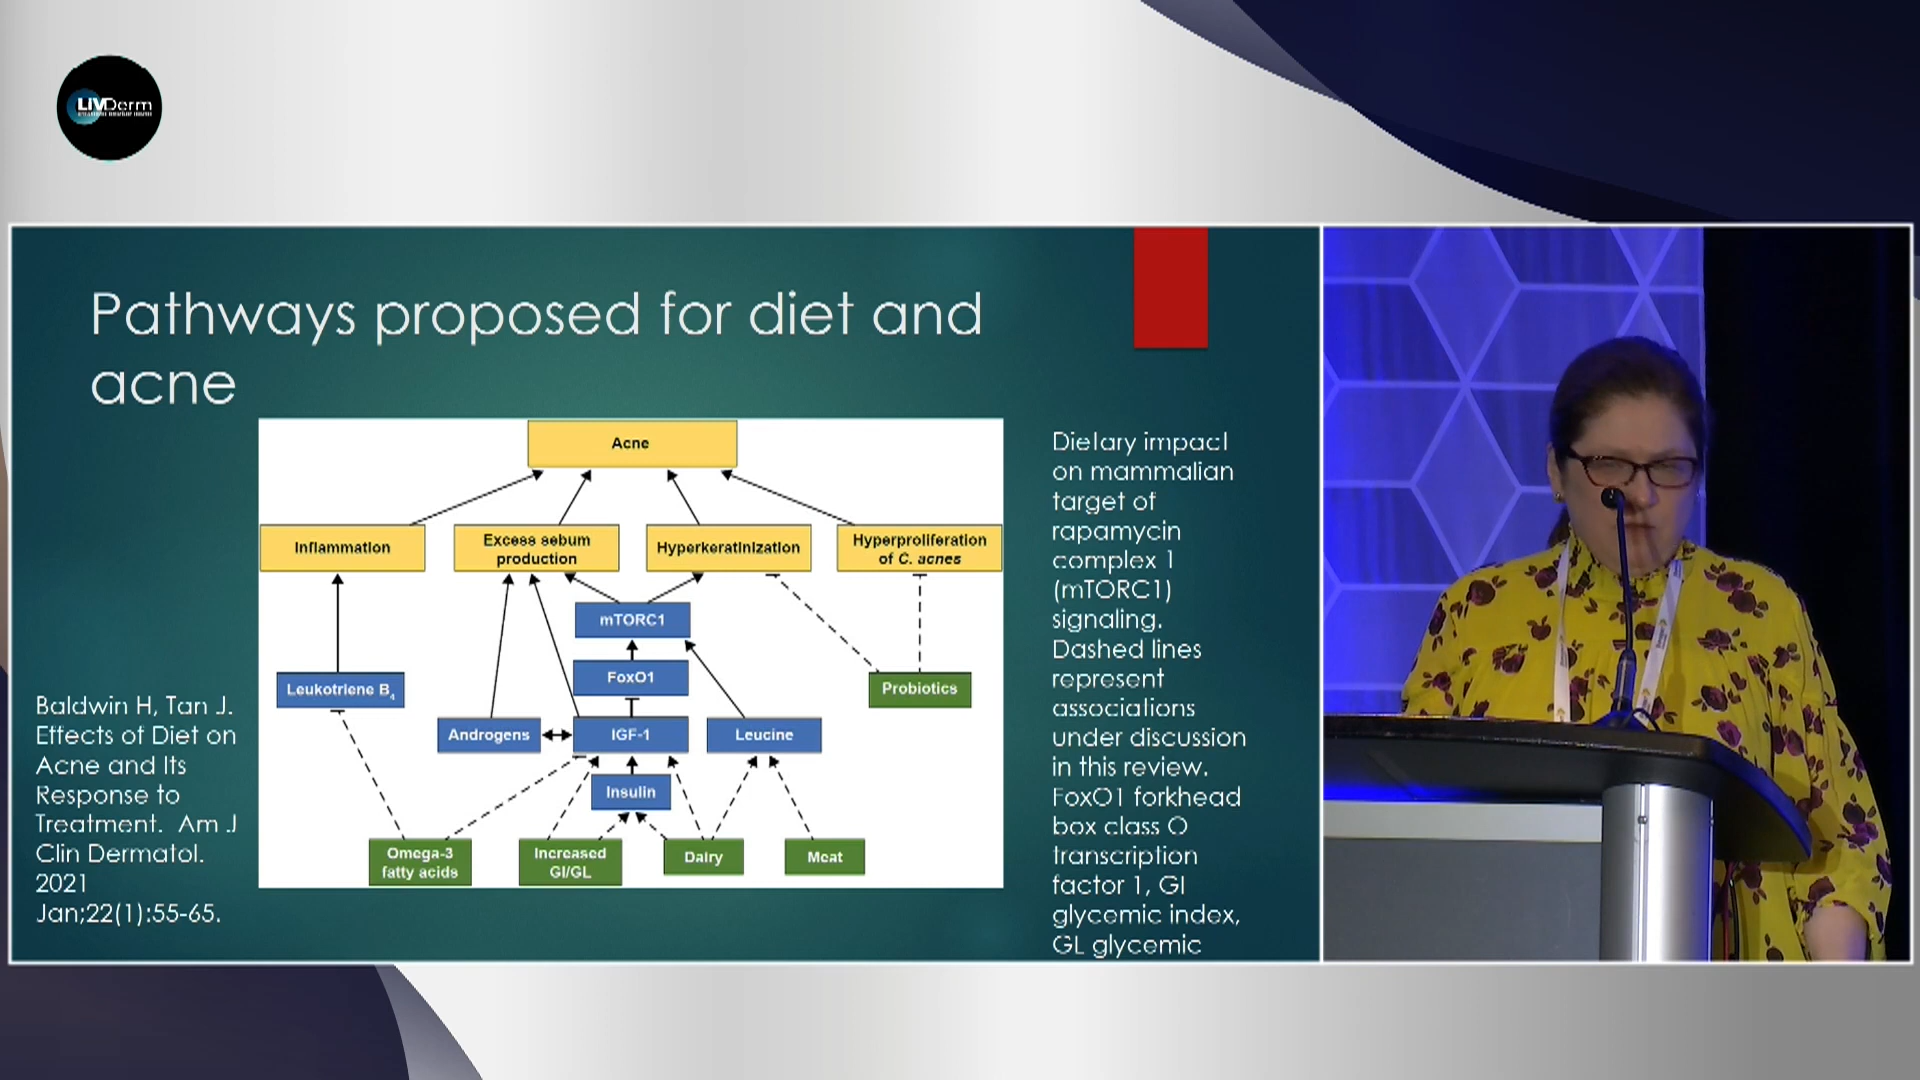 LIVDerm
Pathways proposed for diet and
acne
Acne
Inflammation
Excess sebum
production
Hyperkeratinization
Hyperproliferation
of C. acnes
mTORC1
FoxO1
Leukotriene B4
Probiotics
Androgens
IGF-1
Leucine
Insulin
Omega-3
fatty acids
Increased
GI/GL
Dairy
Meat
Baldwin H, Tan J.
Effects of Diet on
Acne and Its
Response to
Treatment. Am J
Clin Dermatol.
2021
Jan;22(1):55-65.
Dietary impact
on mammalian
target of
rapamycin
complex 1
(mTORC1)
signaling.
Dashed lines
represent
associations
under discussion
in this review.
FoxO1 forkhead
box class O
transcription
factor 1, GI
glycemic index,
GL glycemic